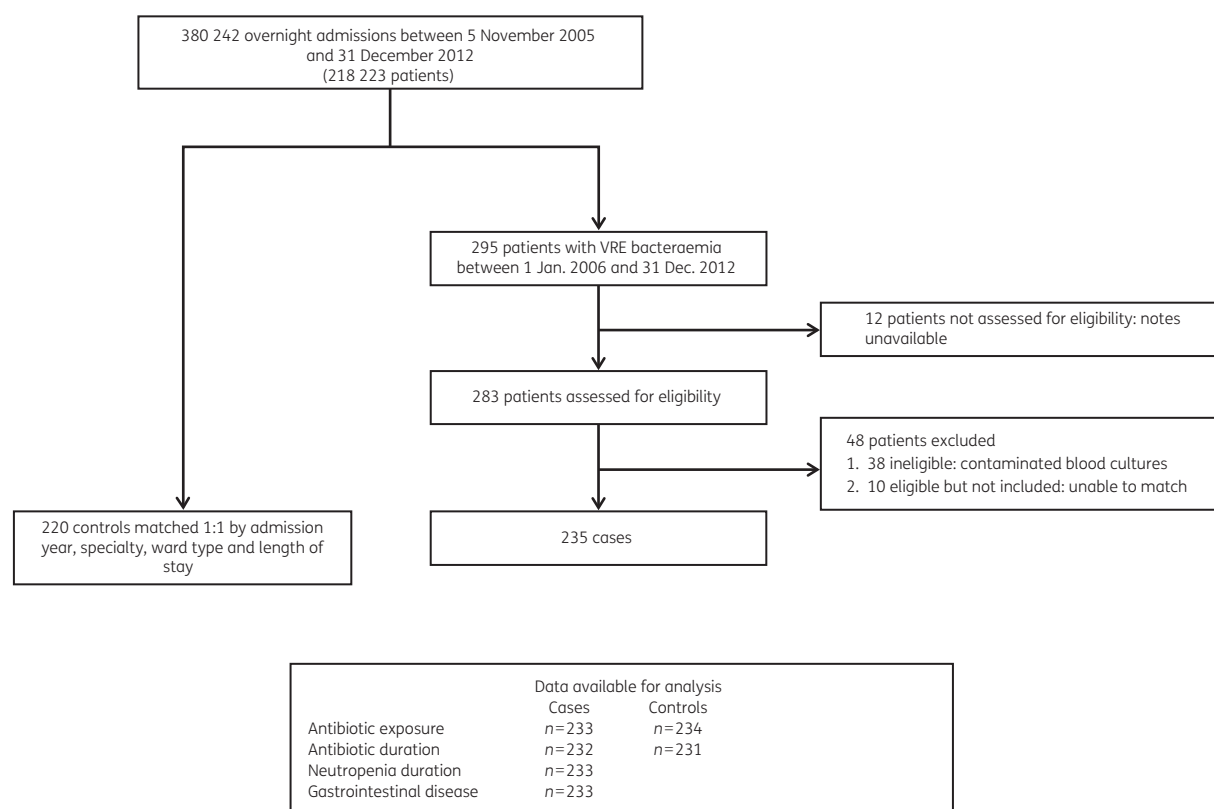 380 242 overnight admissions between 5 November 2005
and 31 December 2012
(218 223 patients)
295 patients with VRE bacteraemia
between 1 Jan. 2006 and 31 Dec. 2012
12 patients not assessed for eligibility: notes
unavailable
283 patients assessed for eligibility
48 patients excluded
1. 38 ineligible: contaminated blood cultures
2. 10 eligible but not included: unable to match
220 controls matched 1:1 by admission
year, specialty, ward type and length of
stay
235 cases
Data available for analysis
Cases Controls
Antibiotic exposure n=233 n=234
Antibiotic duration n=232 n=231
Neutropenia duration n=233
Gastrointestinal disease n=233